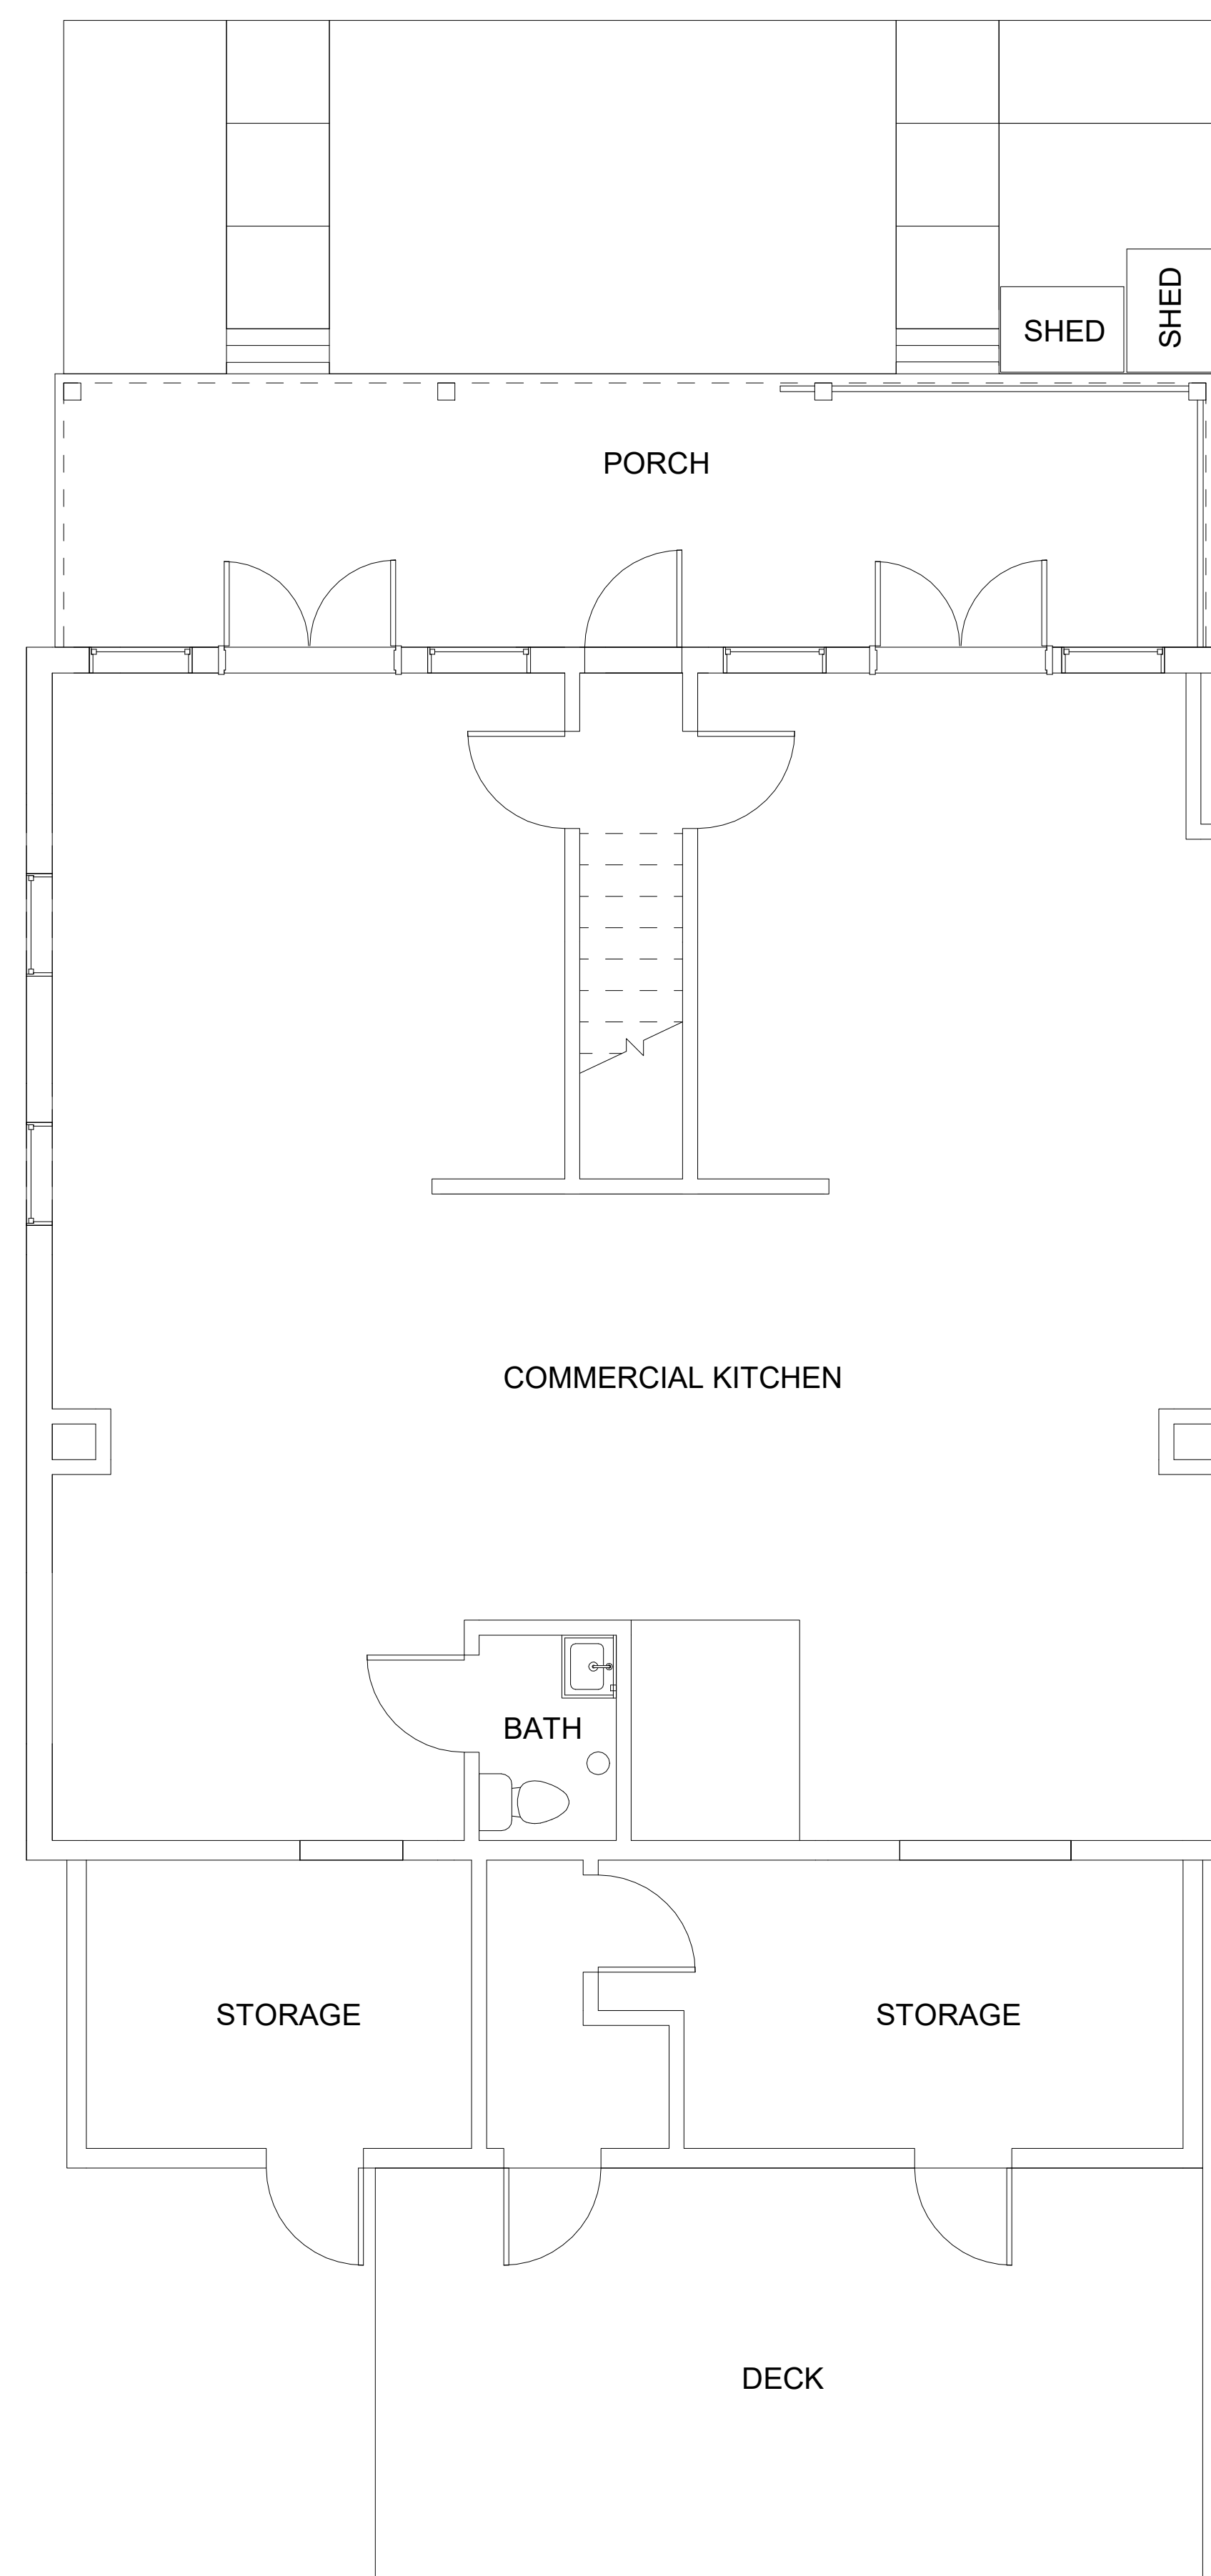 SHED
SHED
PORCH
COMMERCIAL KITCHEN
BATH
STORAGE
STORAGE
DECK